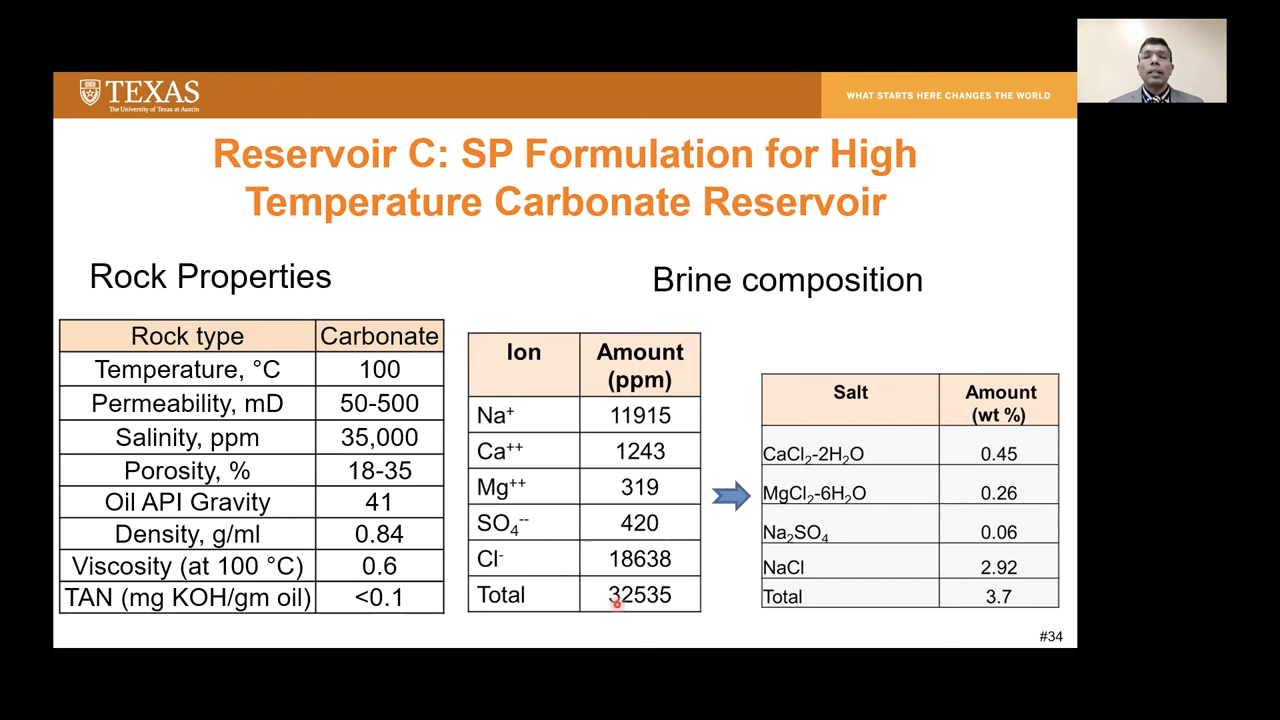 TEXAS
The University of Texas at Austin
WHAT STARTS HERE CHANGES THE WORLD
Reservoir C: SP Formulation for High
Temperature Carbonate Reservoir
Rock Properties
Brine composition
Rock type Carbonate
Temperature, °C 100
Permeability, mD 50-500
Salinity, ppm 35,000
Porosity, % 18-35
Oil API Gravity 41
Density, g/ml 0.84
Viscosity (at 100 °C) 0.6
TAN (mg KOH/gm oil) <0.1
Ion Amount
(ppm)
Na⁺ 11915
Ca⁺⁺ 1243
Mg⁺⁺ 319
SO₄⁻⁻ 420
Cl⁻ 18638
Total 32535
Salt Amount
(wt %)
CaCl₂-2H₂O 0.45
MgCl₂-6H₂O 0.26
Na₂SO₄ 0.06
NaCl 2.92
Total 3.7
#34